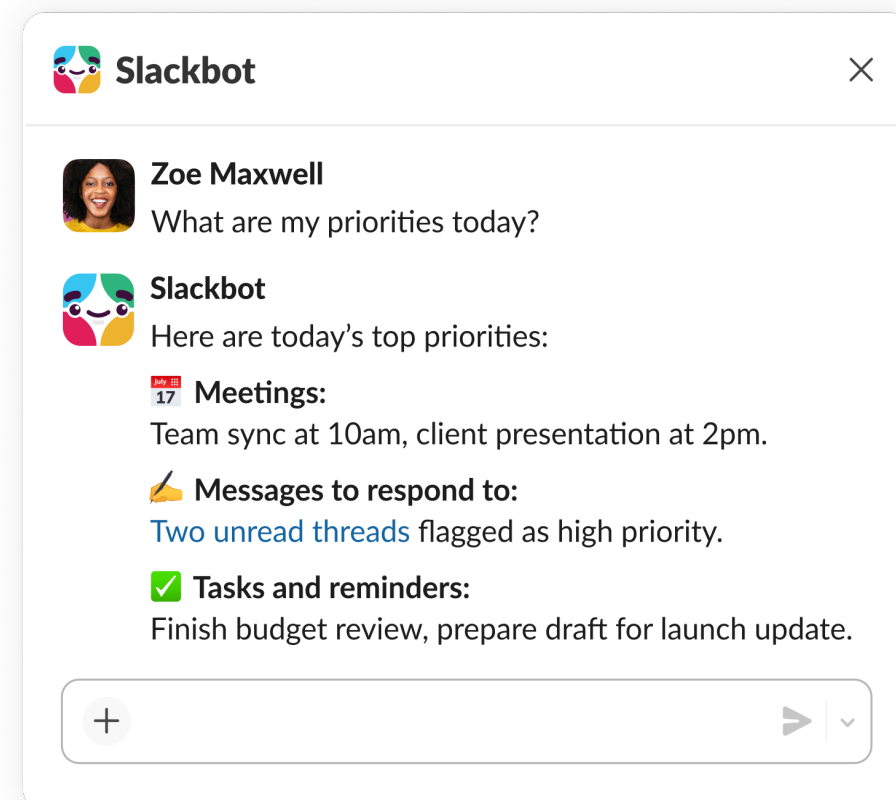 Slackbot
Zoe Maxwell
What are my priorities today?
Slackbot
Here are today’s top priorities:
July
17
Meetings:
Team sync at 10am, client presentation at 2pm.
Messages to respond to:
Two unread threads flagged as high priority.
Tasks and reminders:
Finish budget review, prepare draft for launch update.